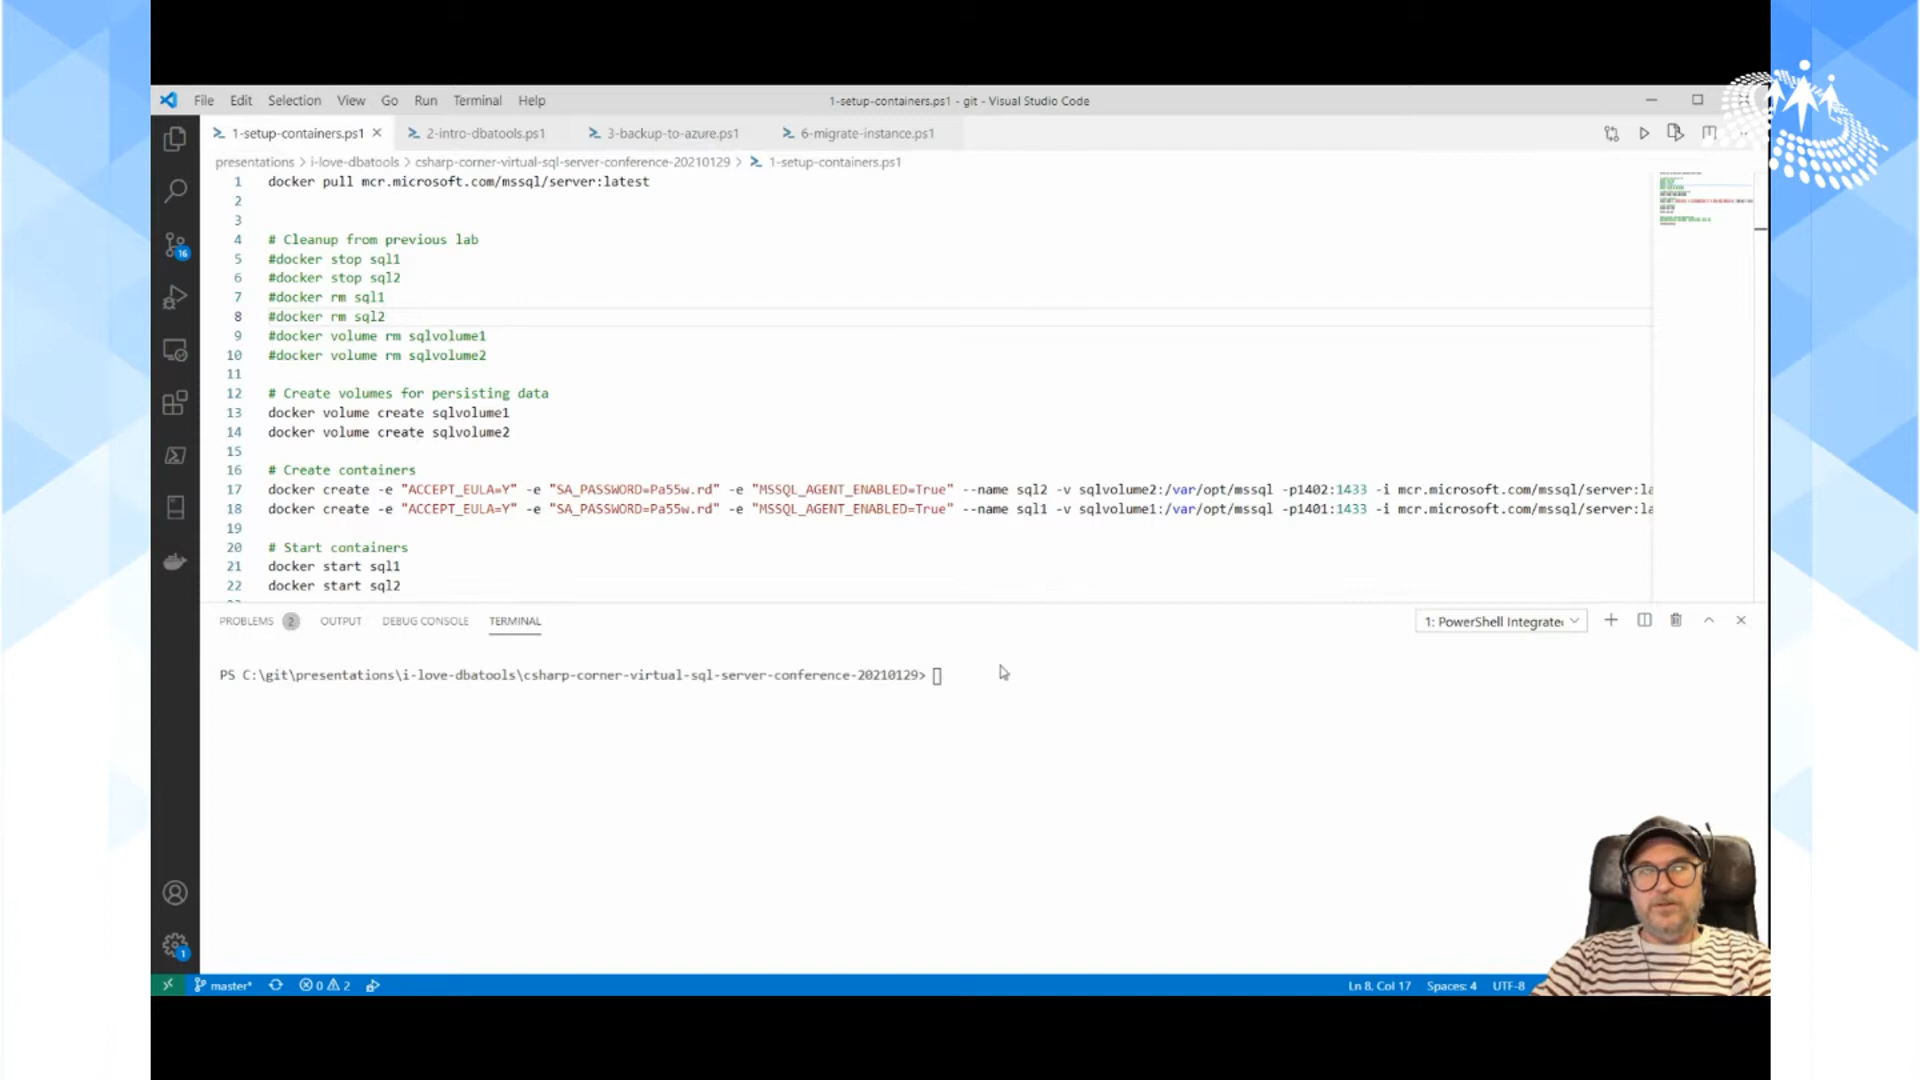 File Edit Selection View Go Run Terminal Help 1-setup-containers.ps1 - git - Visual Studio Code
1-setup-containers.ps1 2-intro-dbatools.ps1 3-backup-to-azure.ps1 6-migrate-instance.ps1
presentations > i-love-dbatools > csharp-corner-virtual-sql-server-conference-20210129 > 1-setup-containers.ps1
1 docker pull mcr.microsoft.com/mssql/server:latest
2
3
4 # Cleanup from previous lab
5 #docker stop sql1
6 #docker stop sql2
7 #docker rm sql1
8 #docker rm sql2
9 #docker volume rm sqlvolume1
10 #docker volume rm sqlvolume2
11
12 # Create volumes for persisting data
13 docker volume create sqlvolume1
14 docker volume create sqlvolume2
15
16 # Create containers
17 docker create -e "ACCEPT_EULA=Y" -e "SA_PASSWORD=Pa55w.rd" -e "MSSQL_AGENT_ENABLED=True" --name sql2 -v sqlvolume2:/var/opt/mssql -p1402:1433 -i mcr.microsoft.com/mssql/server:la
18 docker create -e "ACCEPT_EULA=Y" -e "SA_PASSWORD=Pa55w.rd" -e "MSSQL_AGENT_ENABLED=True" --name sql1 -v sqlvolume1:/var/opt/mssql -p1401:1433 -i mcr.microsoft.com/mssql/server:la
19
20 # Start containers
21 docker start sql1
22 docker start sql2
PROBLEMS 2 OUTPUT DEBUG CONSOLE TERMINAL 1: PowerShell Integrate
PS C:\git\presentations\i-love-dbatools\csharp-corner-virtual-sql-server-conference-20210129>
16
1
master* 0 2 Ln 8, Col 17 Spaces: 4 UTF-8